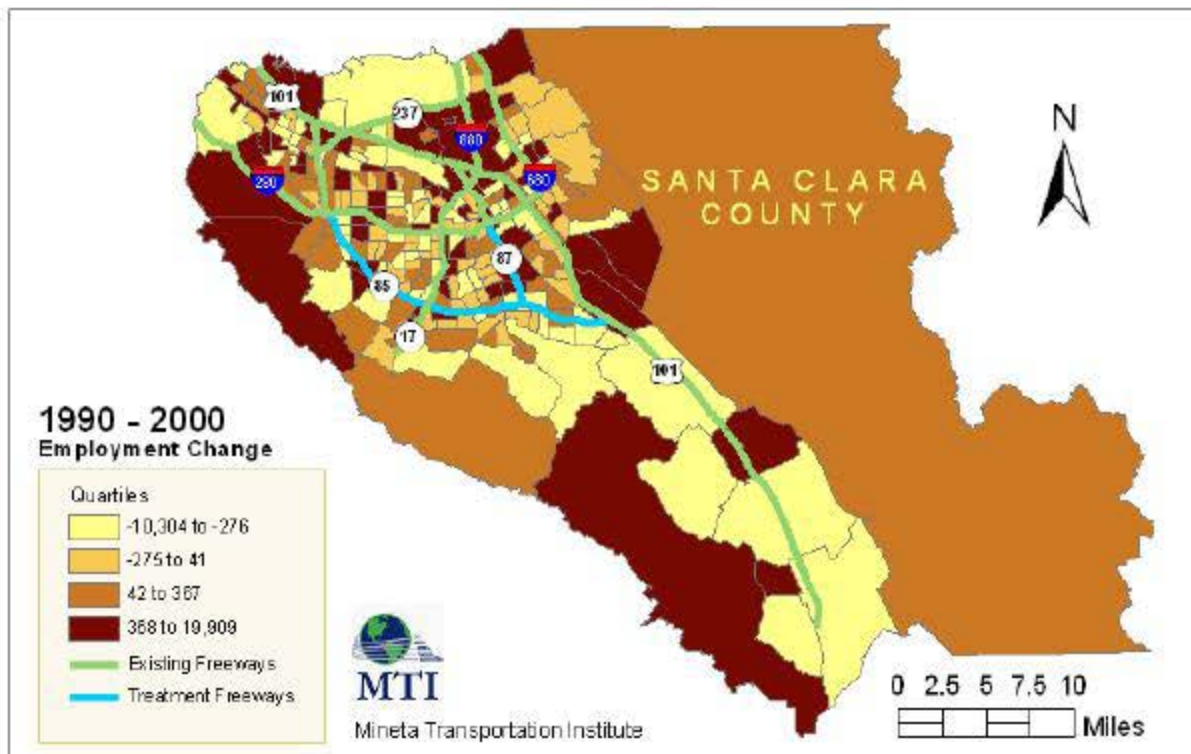 101
237
880
680
280
SANTA CLARA
COUNTY
N
87
85
17
101
1990 - 2000
Employment Change
Quartiles
-10,304 to -276
-275 to 41
42 to 367
368 to 19,909
Existing Freeways
Treatment Freeways
MTI
Mineta Transportation Institute
0 2.5 5 7.5 10
Miles